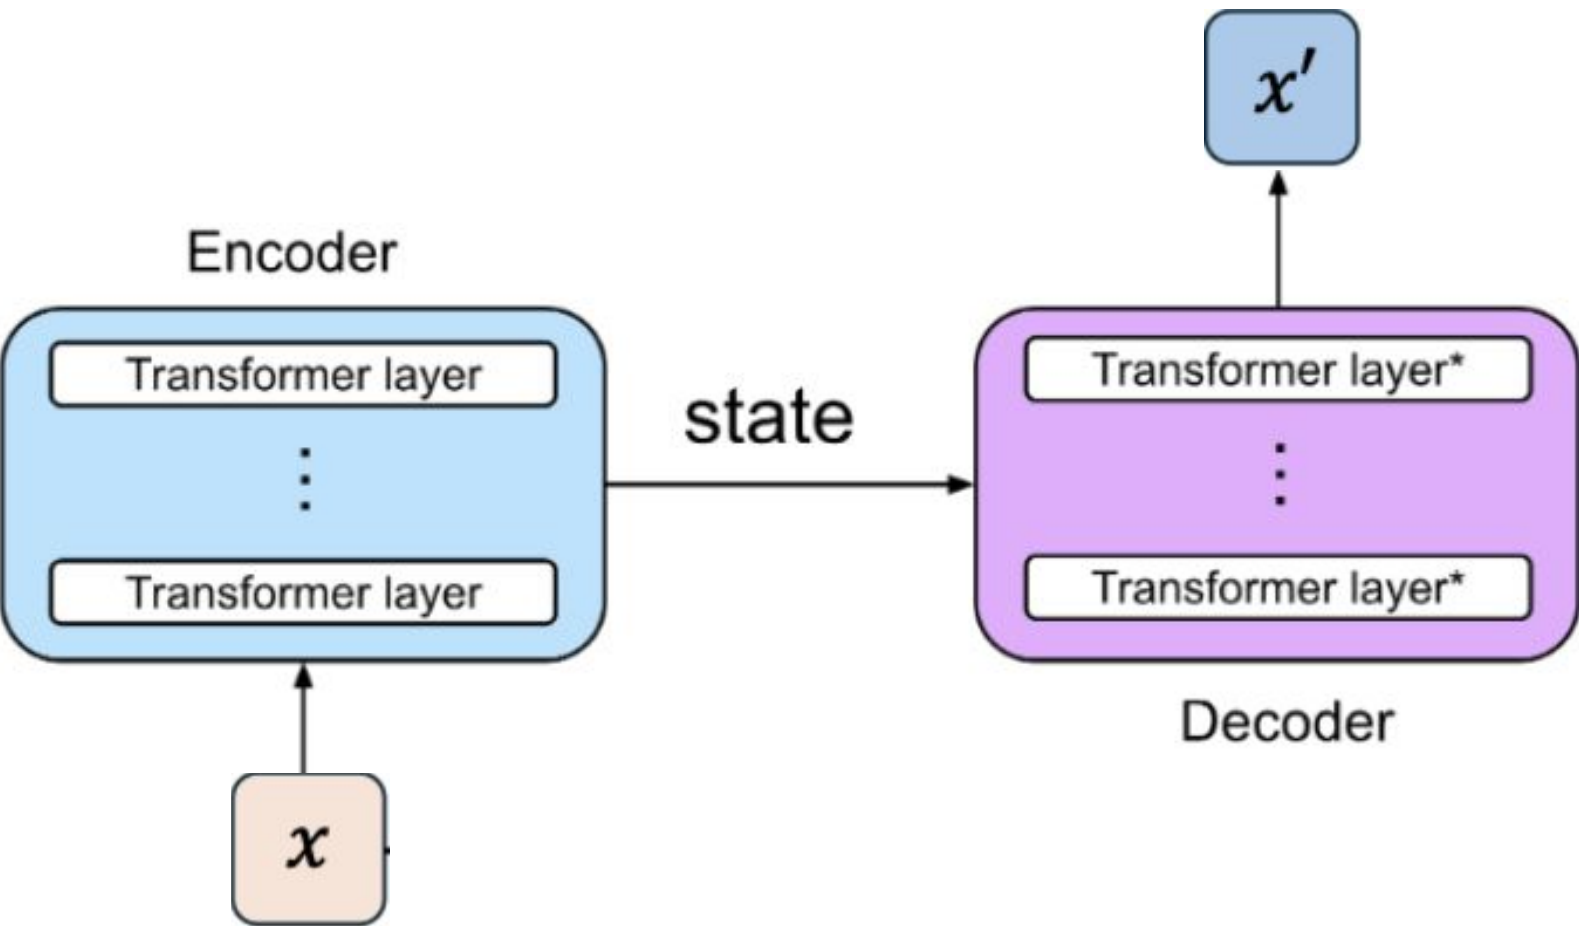 x′
Encoder
Transformer layer
⋮
Transformer layer
state
Transformer layer*
⋮
Transformer layer*
Decoder
x